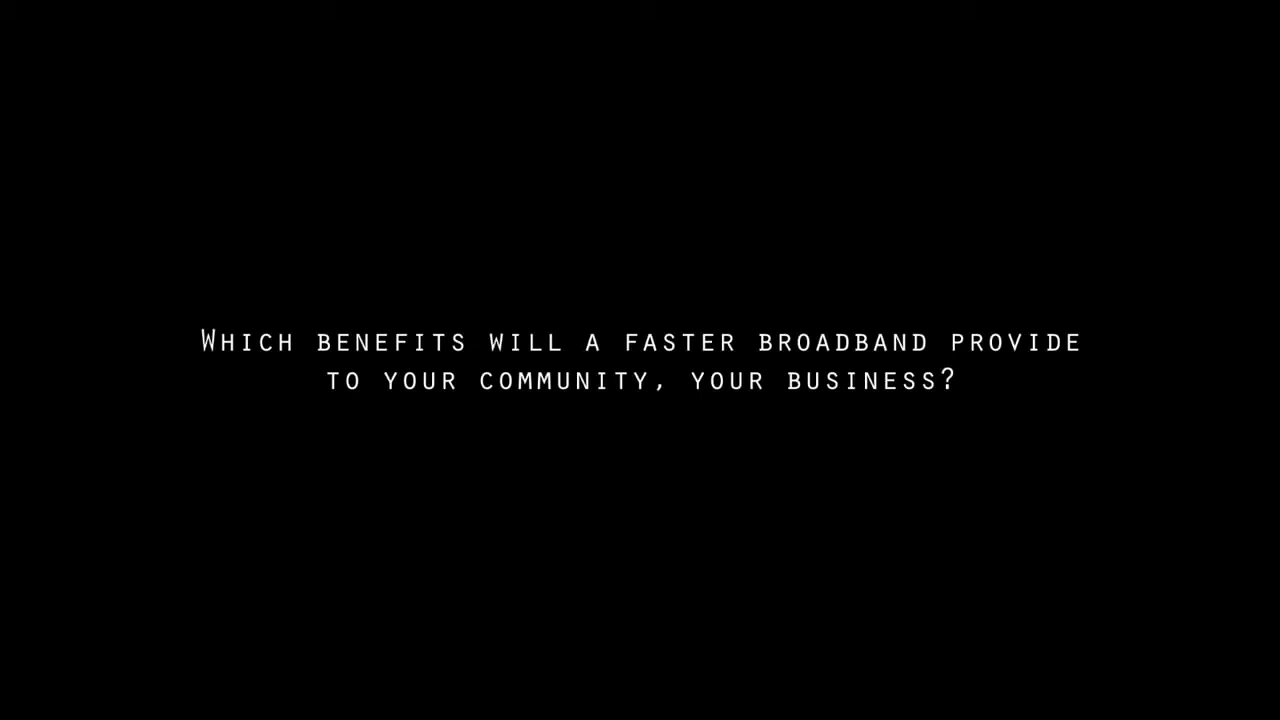 Which benefits will a faster broadband provide
to your community, your business?